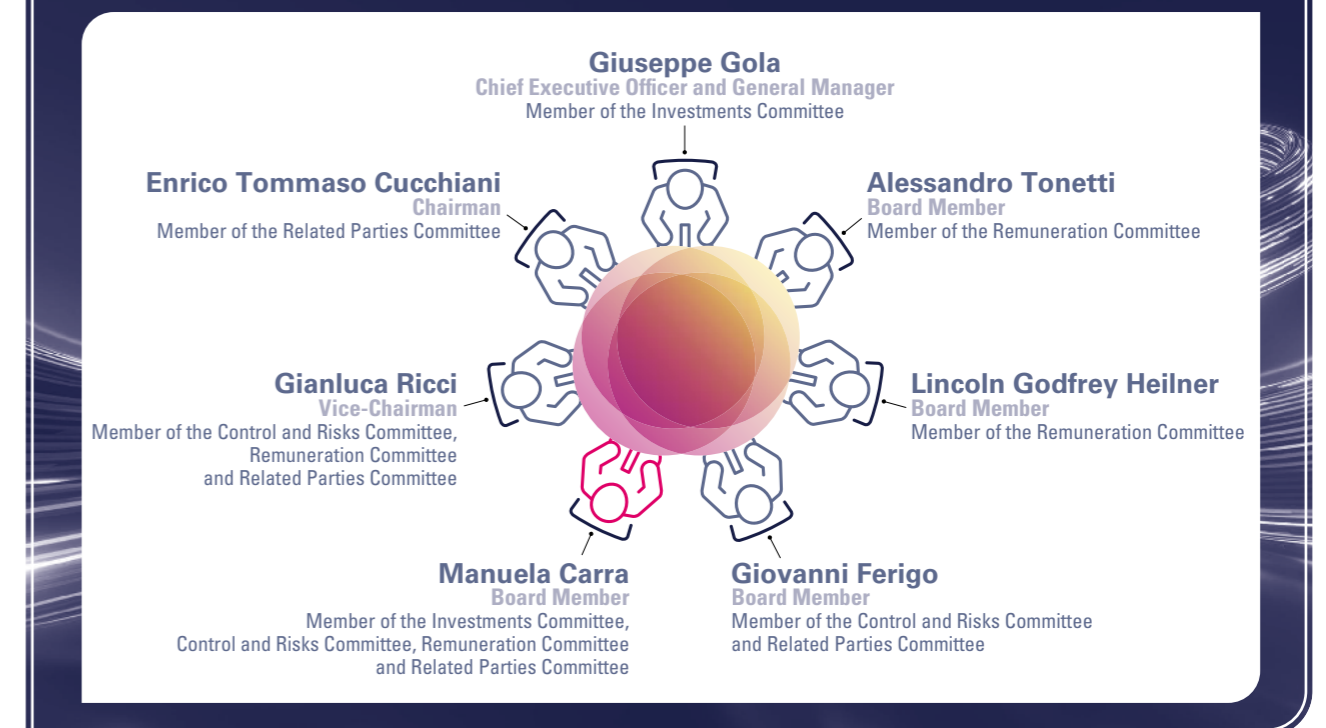 Giuseppe Gola
Chief Executive Officer and General Manager
Member of the Investments Committee
Enrico Tommaso Cucchiani
Chairman
Member of the Related Parties Committee
Alessandro Tonetti
Board Member
Member of the Remuneration Committee
Gianluca Ricci
Vice-Chairman
Member of the Control and Risks Committee,
Remuneration Committee
and Related Parties Committee
Lincoln Godfrey Heilner
Board Member
Member of the Remuneration Committee
Manuela Carra
Board Member
Member of the Investments Committee,
Control and Risks Committee, Remuneration Committee
and Related Parties Committee
Giovanni Ferigo
Board Member
Member of the Control and Risks Committee
and Related Parties Committee